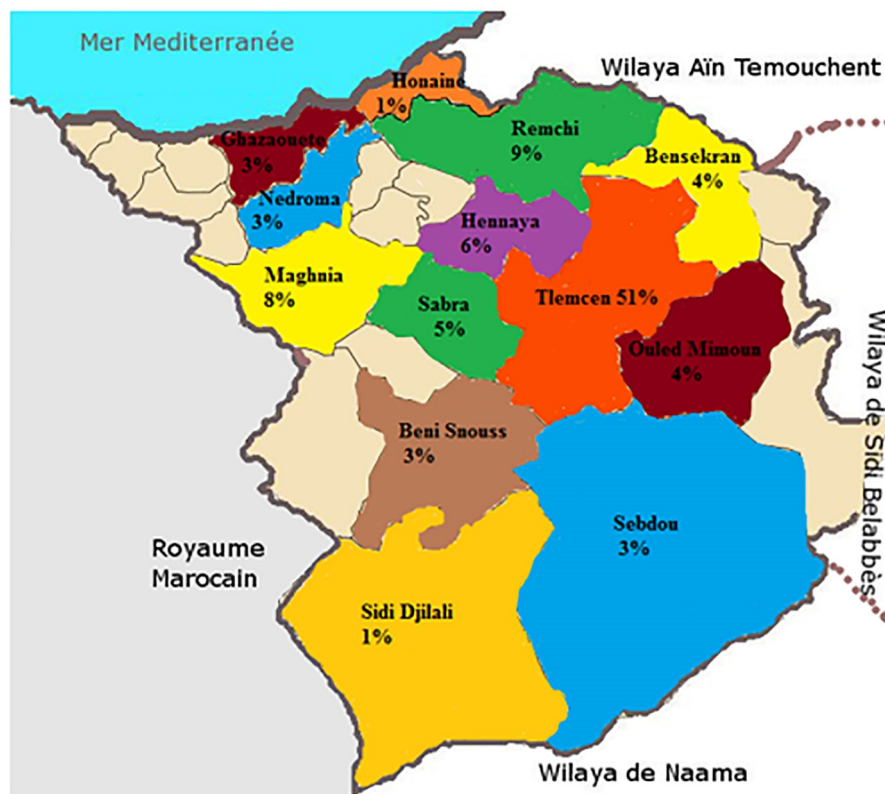 Mer Mediterranée
Wilaya Aïn Temouchent
Honaine
1%
Ghazaouete
3%
Remchi
9%
Bensekran
4%
Nedroma
3%
Hennaya
6%
Maghnia
8%
Sabra
5%
Tlemcen 51%
Ouled Mimoun
4%
Wilaya de Sidi Belabbès
Beni Snouss
3%
Sebdou
3%
Royaume
Marocain
Sidi Djilali
1%
Wilaya de Naama